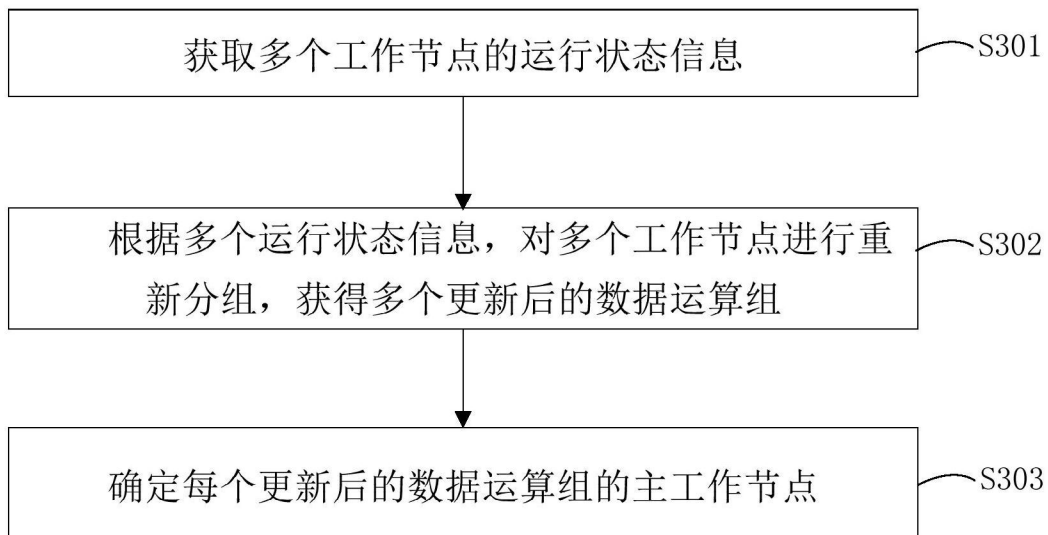 获取多个工作节点的运行状态信息
S301
根据多个运行状态信息，对多个工作节点进行重
新分组，获得多个更新后的数据运算组
S302
确定每个更新后的数据运算组的主工作节点
S303